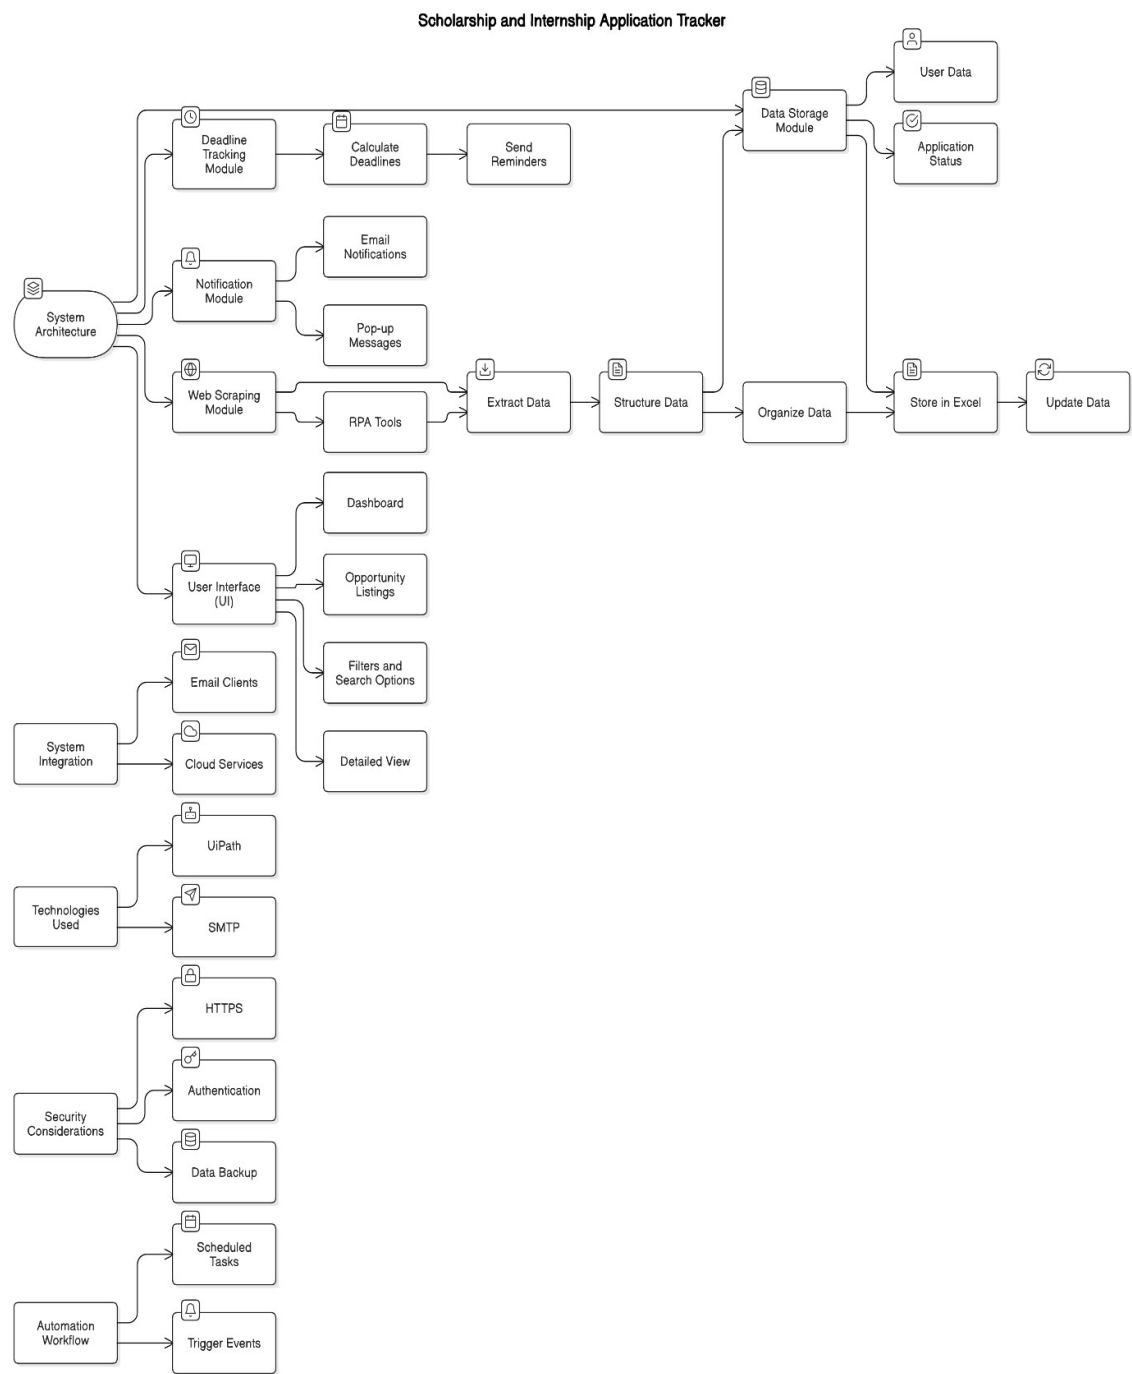 Scholarship and Internship Application Tracker
User Data
Data Storage
Module
Application
Status
Deadline
Tracking
Module
Calculate
Deadlines
Send
Reminders
Email
Notifications
Notification
Module
Pop-up
Messages
System
Architecture
Web Scraping
Module
RPA Tools
Extract Data
Structure Data
Organize Data
Store in Excel
Update Data
Dashboard
User Interface
(UI)
Opportunity
Listings
Filters and
Search Options
Detailed View
Email Clients
System
Integration
Cloud Services
UiPath
Technologies
Used
SMTP
HTTPS
Authentication
Security
Considerations
Data Backup
Scheduled
Tasks
Automation
Workflow
Trigger Events